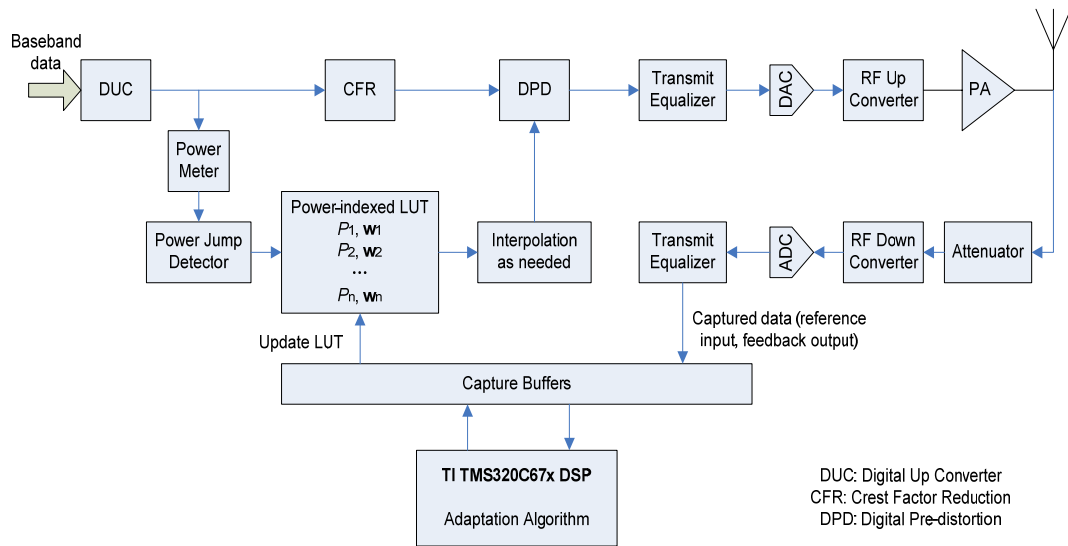 Baseband
data
DUC
CFR
DPD
Transmit
Equalizer
DAC
RF Up
Converter
PA
Power
Meter
Power Jump
Detector
Power-indexed LUT
P1, w1
P2, w2
...
Pn, wn
Interpolation
as needed
Transmit
Equalizer
ADC
RF Down
Converter
Attenuator
Update LUT
Captured data (reference
input, feedback output)
Capture Buffers
TI TMS320C67x DSP
Adaptation Algorithm
DUC: Digital Up Converter
CFR: Crest Factor Reduction
DPD: Digital Pre-distortion